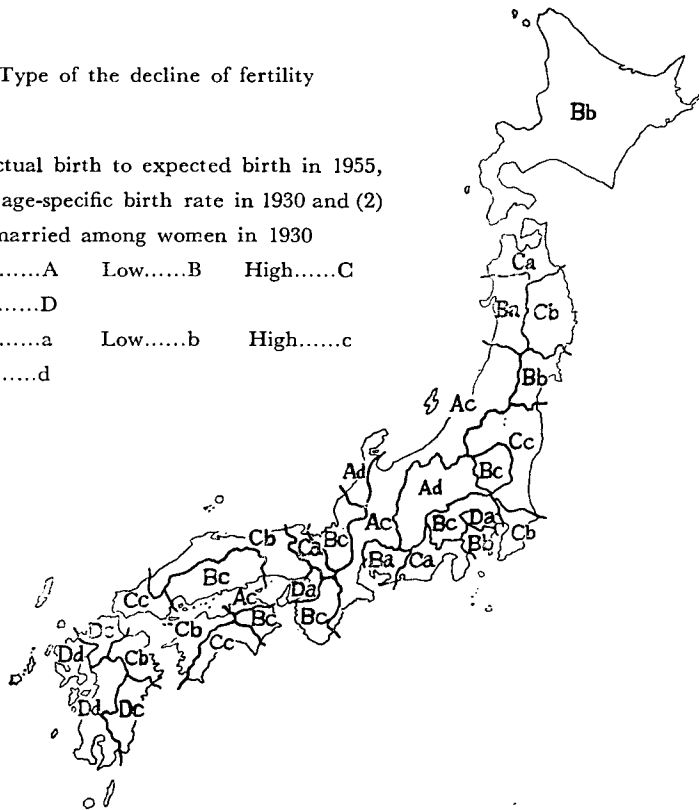 Type of the decline of fertility
ctual birth to expected birth in 1955,
age-specific birth rate in 1930 and (2)
married among women in 1930
......A Low......B High......C
......D
......a Low......b High......c
......d
Bb
Ca
Ba Cb
Bb
Ac
Cc
Ad Bc
Ad
Ac Bc Da
Cb Ca Bc
Ba Ca Bb Cb
Bc
Cc Ac Da
Cb Bc Bc
Dc Cc
Dd Cb
Dd Dc